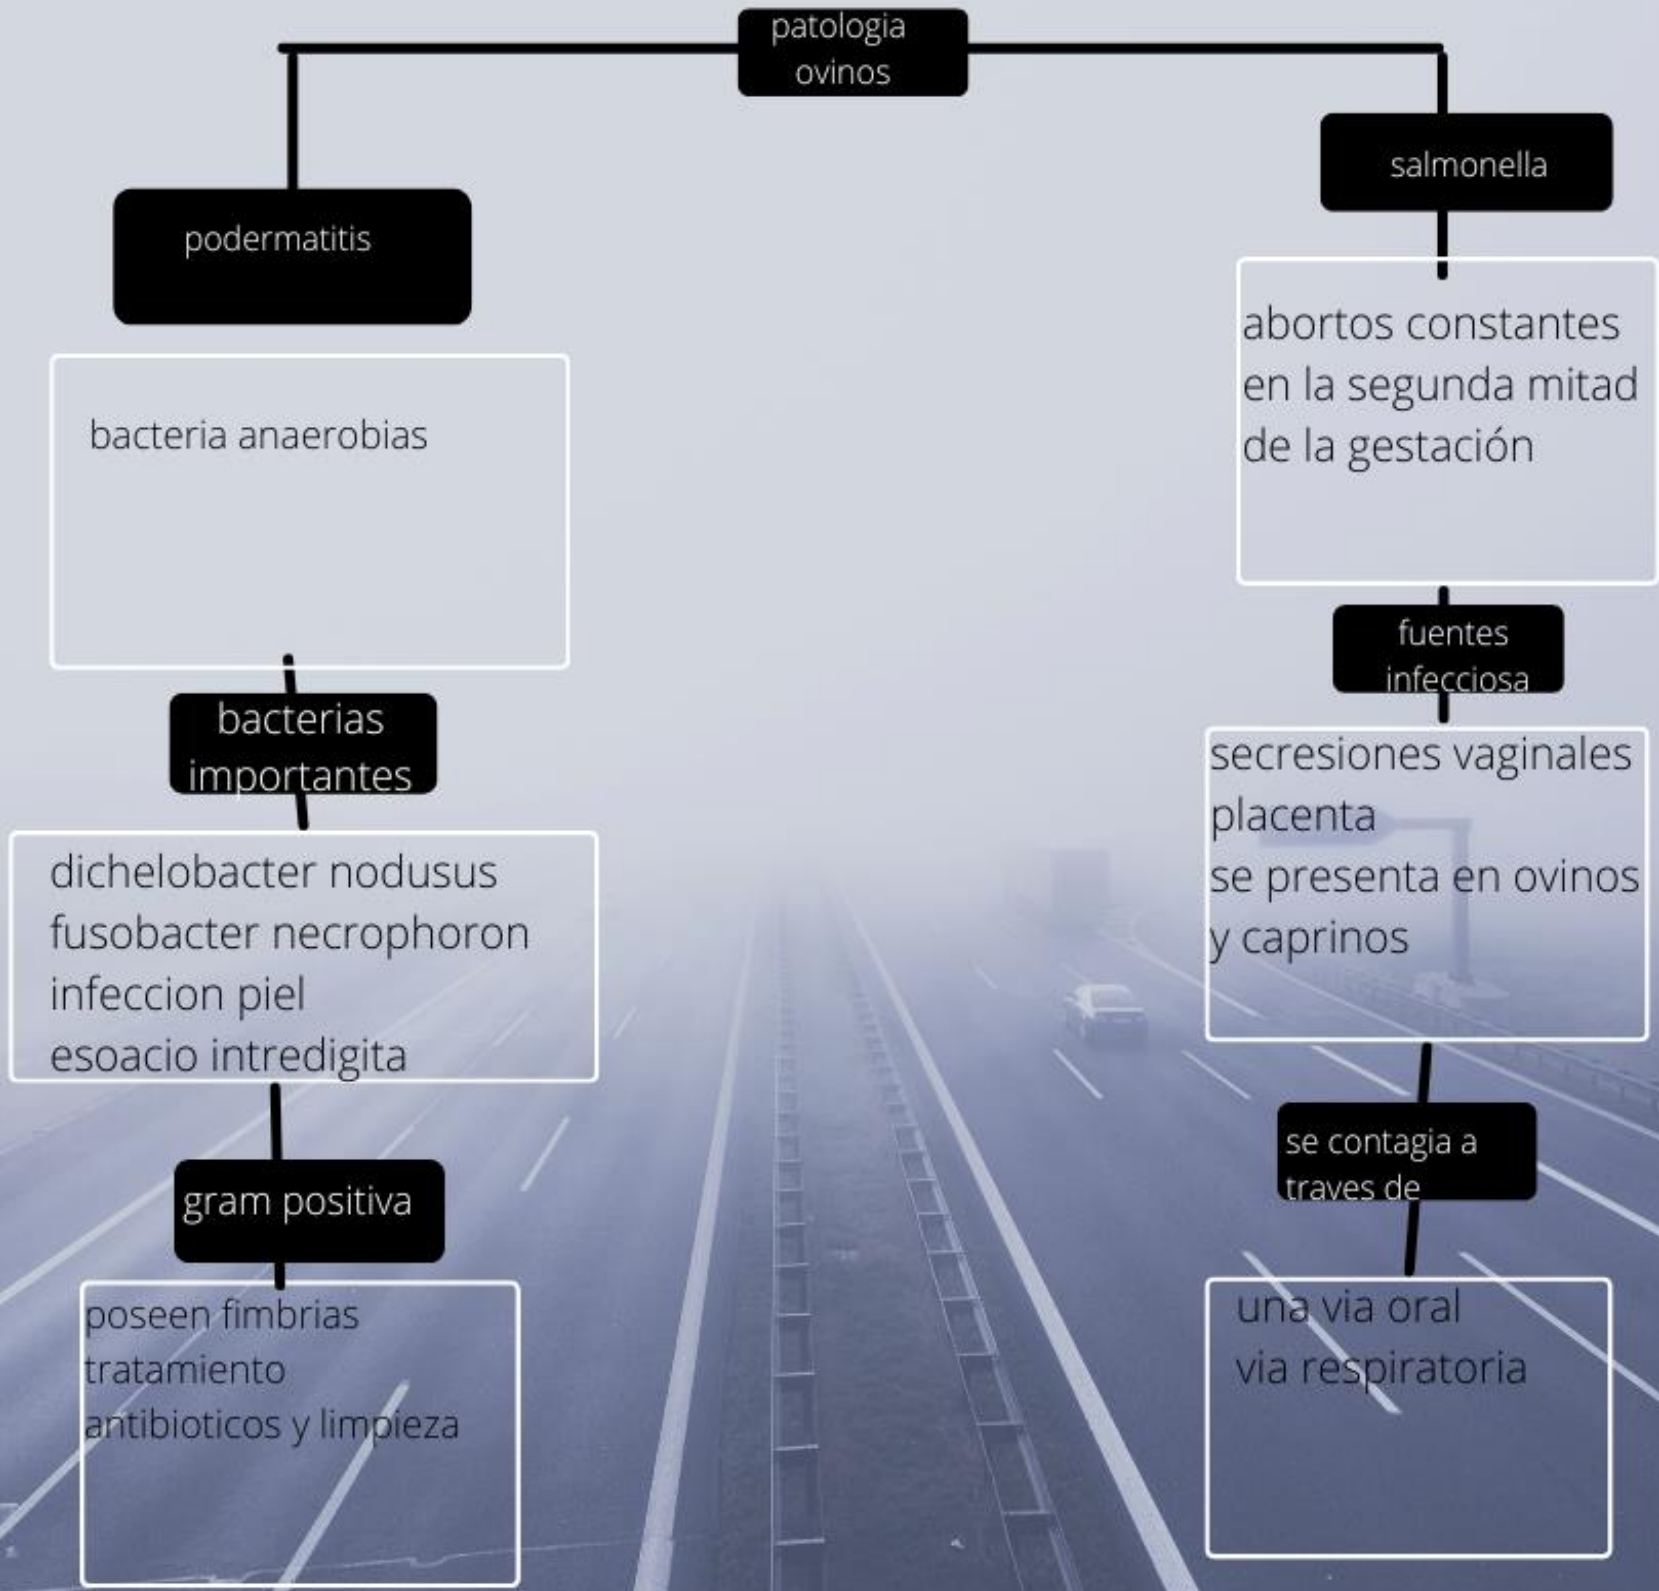 patologia
ovinos
podermatitis
bacteria anaerobias
bacterias
importantes
dichelobacter nodusus
fusobacter necrophoron
infeccion piel
esoacio intredigita
gram positiva
poseen fimbrias
tratamiento
antibioticos y limpieza
salmonella
abortos constantes
en la segunda mitad
de la gestación
fuentes
infecciosa
secresiones vaginales
placenta
se presenta en ovinos
y caprinos
se contagia a
traves de
una via oral
via respiratoria